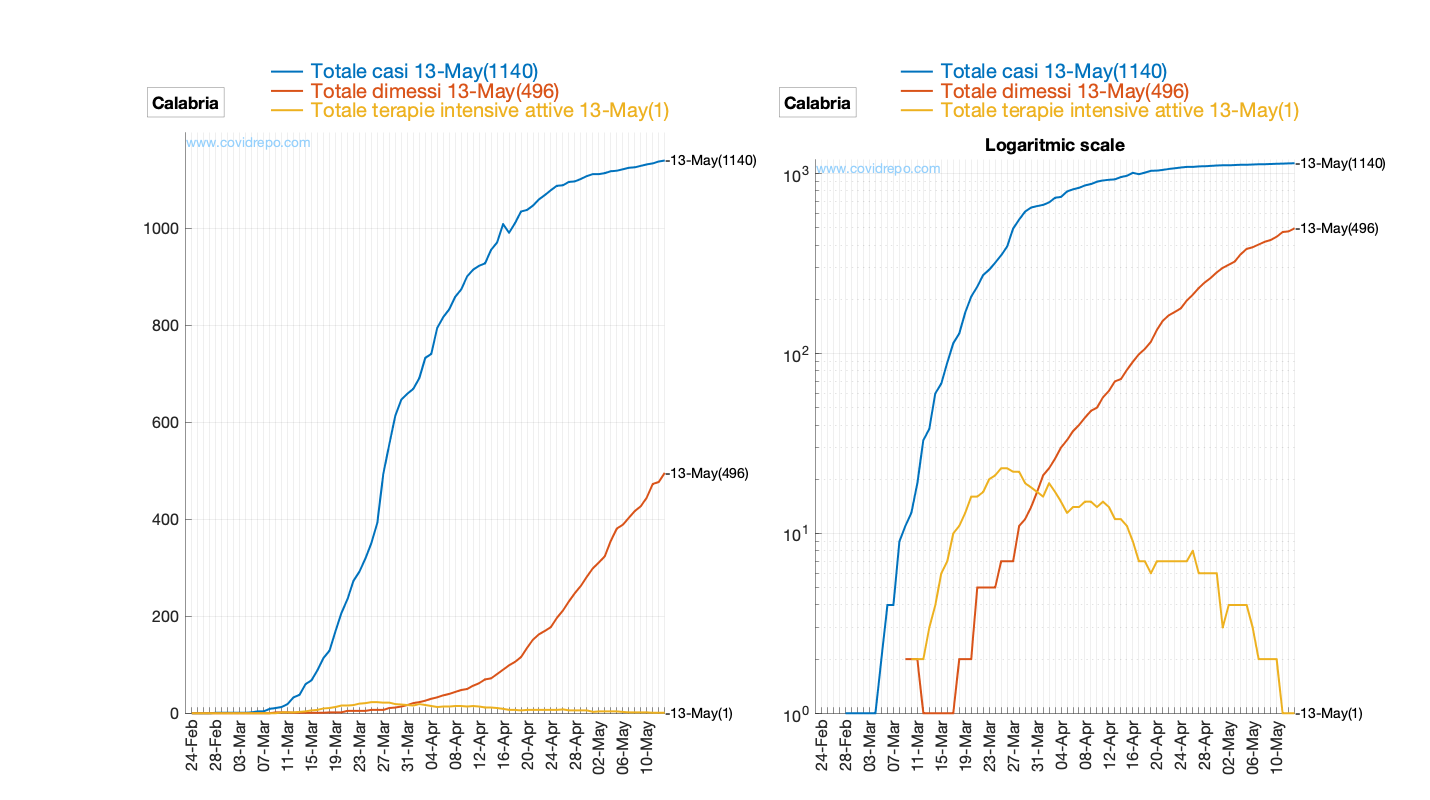 Totale casi 13-May(1140)
Totale dimessi 13-May(496)
Totale terapie intensive attive 13-May(1)
Calabria
www.covidrepo.com
13-May(1140)
13-May(496)
13-May(1)
1000
800
600
400
200
0
24-Feb
28-Feb
03-Mar
07-Mar
11-Mar
15-Mar
19-Mar
23-Mar
27-Mar
31-Mar
04-Apr
08-Apr
12-Apr
16-Apr
20-Apr
24-Apr
28-Apr
02-May
06-May
10-May
Totale casi 13-May(1140)
Totale dimessi 13-May(496)
Totale terapie intensive attive 13-May(1)
Calabria
Logaritmic scale
www.covidrepo.com
13-May(1140)
13-May(496)
13-May(1)
10³
10²
10¹
10⁰
24-Feb
28-Feb
03-Mar
07-Mar
11-Mar
15-Mar
19-Mar
23-Mar
27-Mar
31-Mar
04-Apr
08-Apr
12-Apr
16-Apr
20-Apr
24-Apr
28-Apr
02-May
06-May
10-May